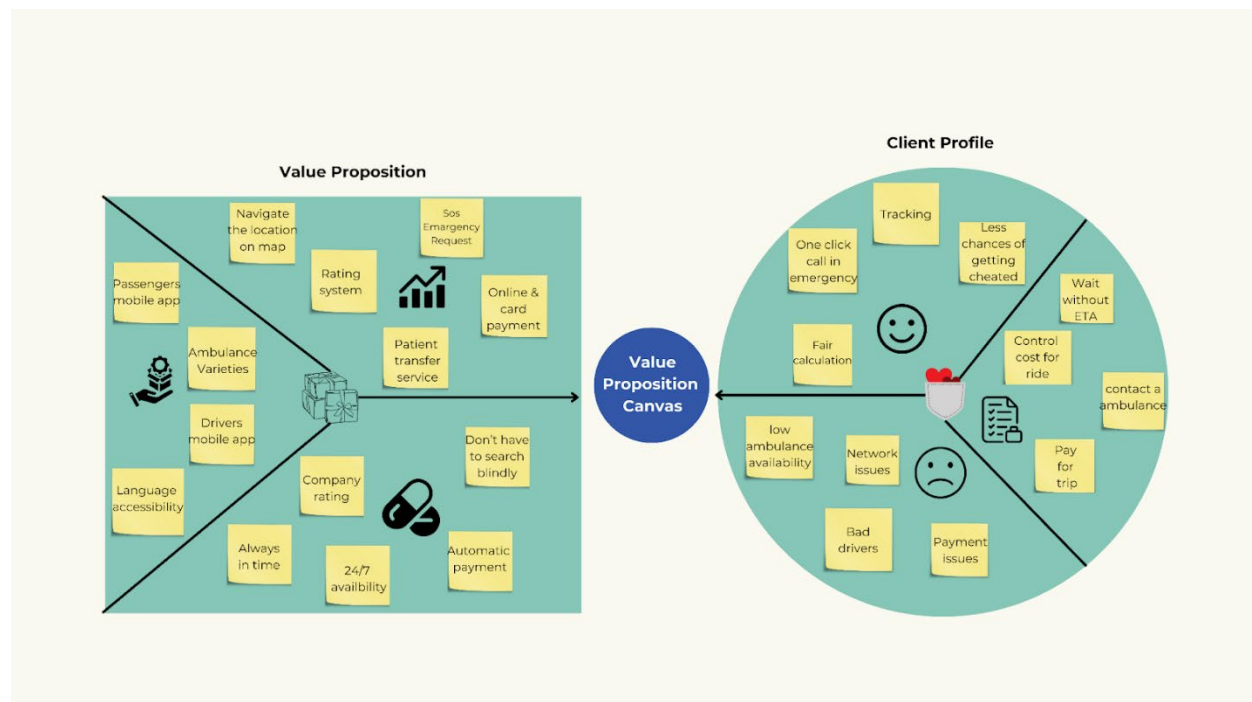 Value Proposition
Navigate
the location
on map
Sos
Emargency
Request
Rating
system
Online &
card
payment
Patient
transfer
service
Passengers
mobile app
Ambulance
Varieties
Drivers
mobile app
Language
accessibility
Company
rating
Don't have
to search
blindly
Always
in time
24/7
availbility
Automatic
payment
Value
Proposition
Canvas
Client Profile
Tracking
One click
call in
emergency
Less
chances of
getting
cheated
Fair
calculation
Wait
without
ETA
Control
cost for
ride
contact a
ambulance
Pay
for
trip
low
ambulance
availability
Network
issues
Bad
drivers
Payment
issues